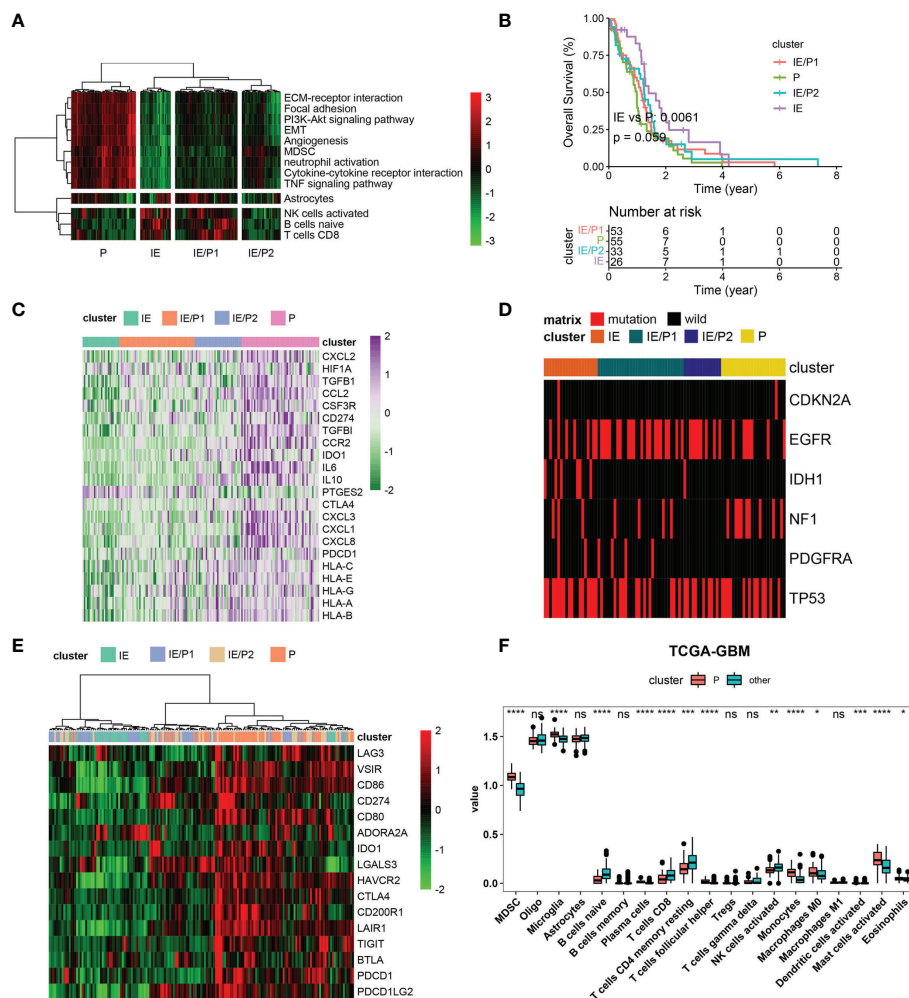 A
ECM-receptor interaction
Focal adhesion
PI3K-Akt signaling pathway
EMT
Angiogenesis
MDSC
neutrophil activation
Cytokine-cytokine receptor interaction
TNF signaling pathway
Astrocytes
NK cells activated
B cells naive
T cells CD8
P IE IE/P1 IE/P2
3
2
1
0
-1
-2
-3
B
Overall Survival (%)
1.00
0.75
0.50
0.25
0.00
IE vs P: 0.0061
p = 0.059
cluster
IE/P1
P
IE/P2
IE
0 2 4 6 8
Time (year)
Number at risk
cluster
IE/P1 53 6 1 0 0
P 55 7 0 0 0
IE/P2 33 5 1 1 0
IE 26 7 1 0 0
0 2 4 6 8
Time (year)
C
cluster IE IE/P1 IE/P2 P
cluster
CXCL2
HIF1A
TGFB1
CCL2
CSF3R
CD274
TGFBI
CCR2
IDO1
IL6
IL10
PTGES2
CTLA4
CXCL3
CXCL1
CXCL8
PDCD1
HLA-C
HLA-E
HLA-G
HLA-A
HLA-B
2
1
0
-1
-2
D
matrix mutation wild
cluster IE IE/P1 IE/P2 P
cluster
CDKN2A
EGFR
IDH1
NF1
PDGFRA
TP53
E
cluster IE IE/P1 IE/P2 P
cluster
LAG3
VSIR
CD86
CD274
CD80
ADORA2A
IDO1
LGALS3
HAVCR2
CTLA4
CD200R1
LAIR1
TIGIT
BTLA
PDCD1
PDCD1LG2
2
1
0
-1
-2
F
TCGA-GBM
cluster P other
**** ns **** ns **** ns **** **** *** **** ns ns ** **** * ns **** **** *
value
1.5
1.0
0.5
0.0
MDSC
Oligo
Microglia
Astrocytes
B cells naive
B cells memory
Plasma cells
T cells CD8
T cells CD4 memory resting
T cells follicular helper
Tregs
T cells gamma delta
NK cells activated
Monocytes
Macrophages M0
Macrophages M1
Dendritic cells activated
Mast cells activated
Eosinophils